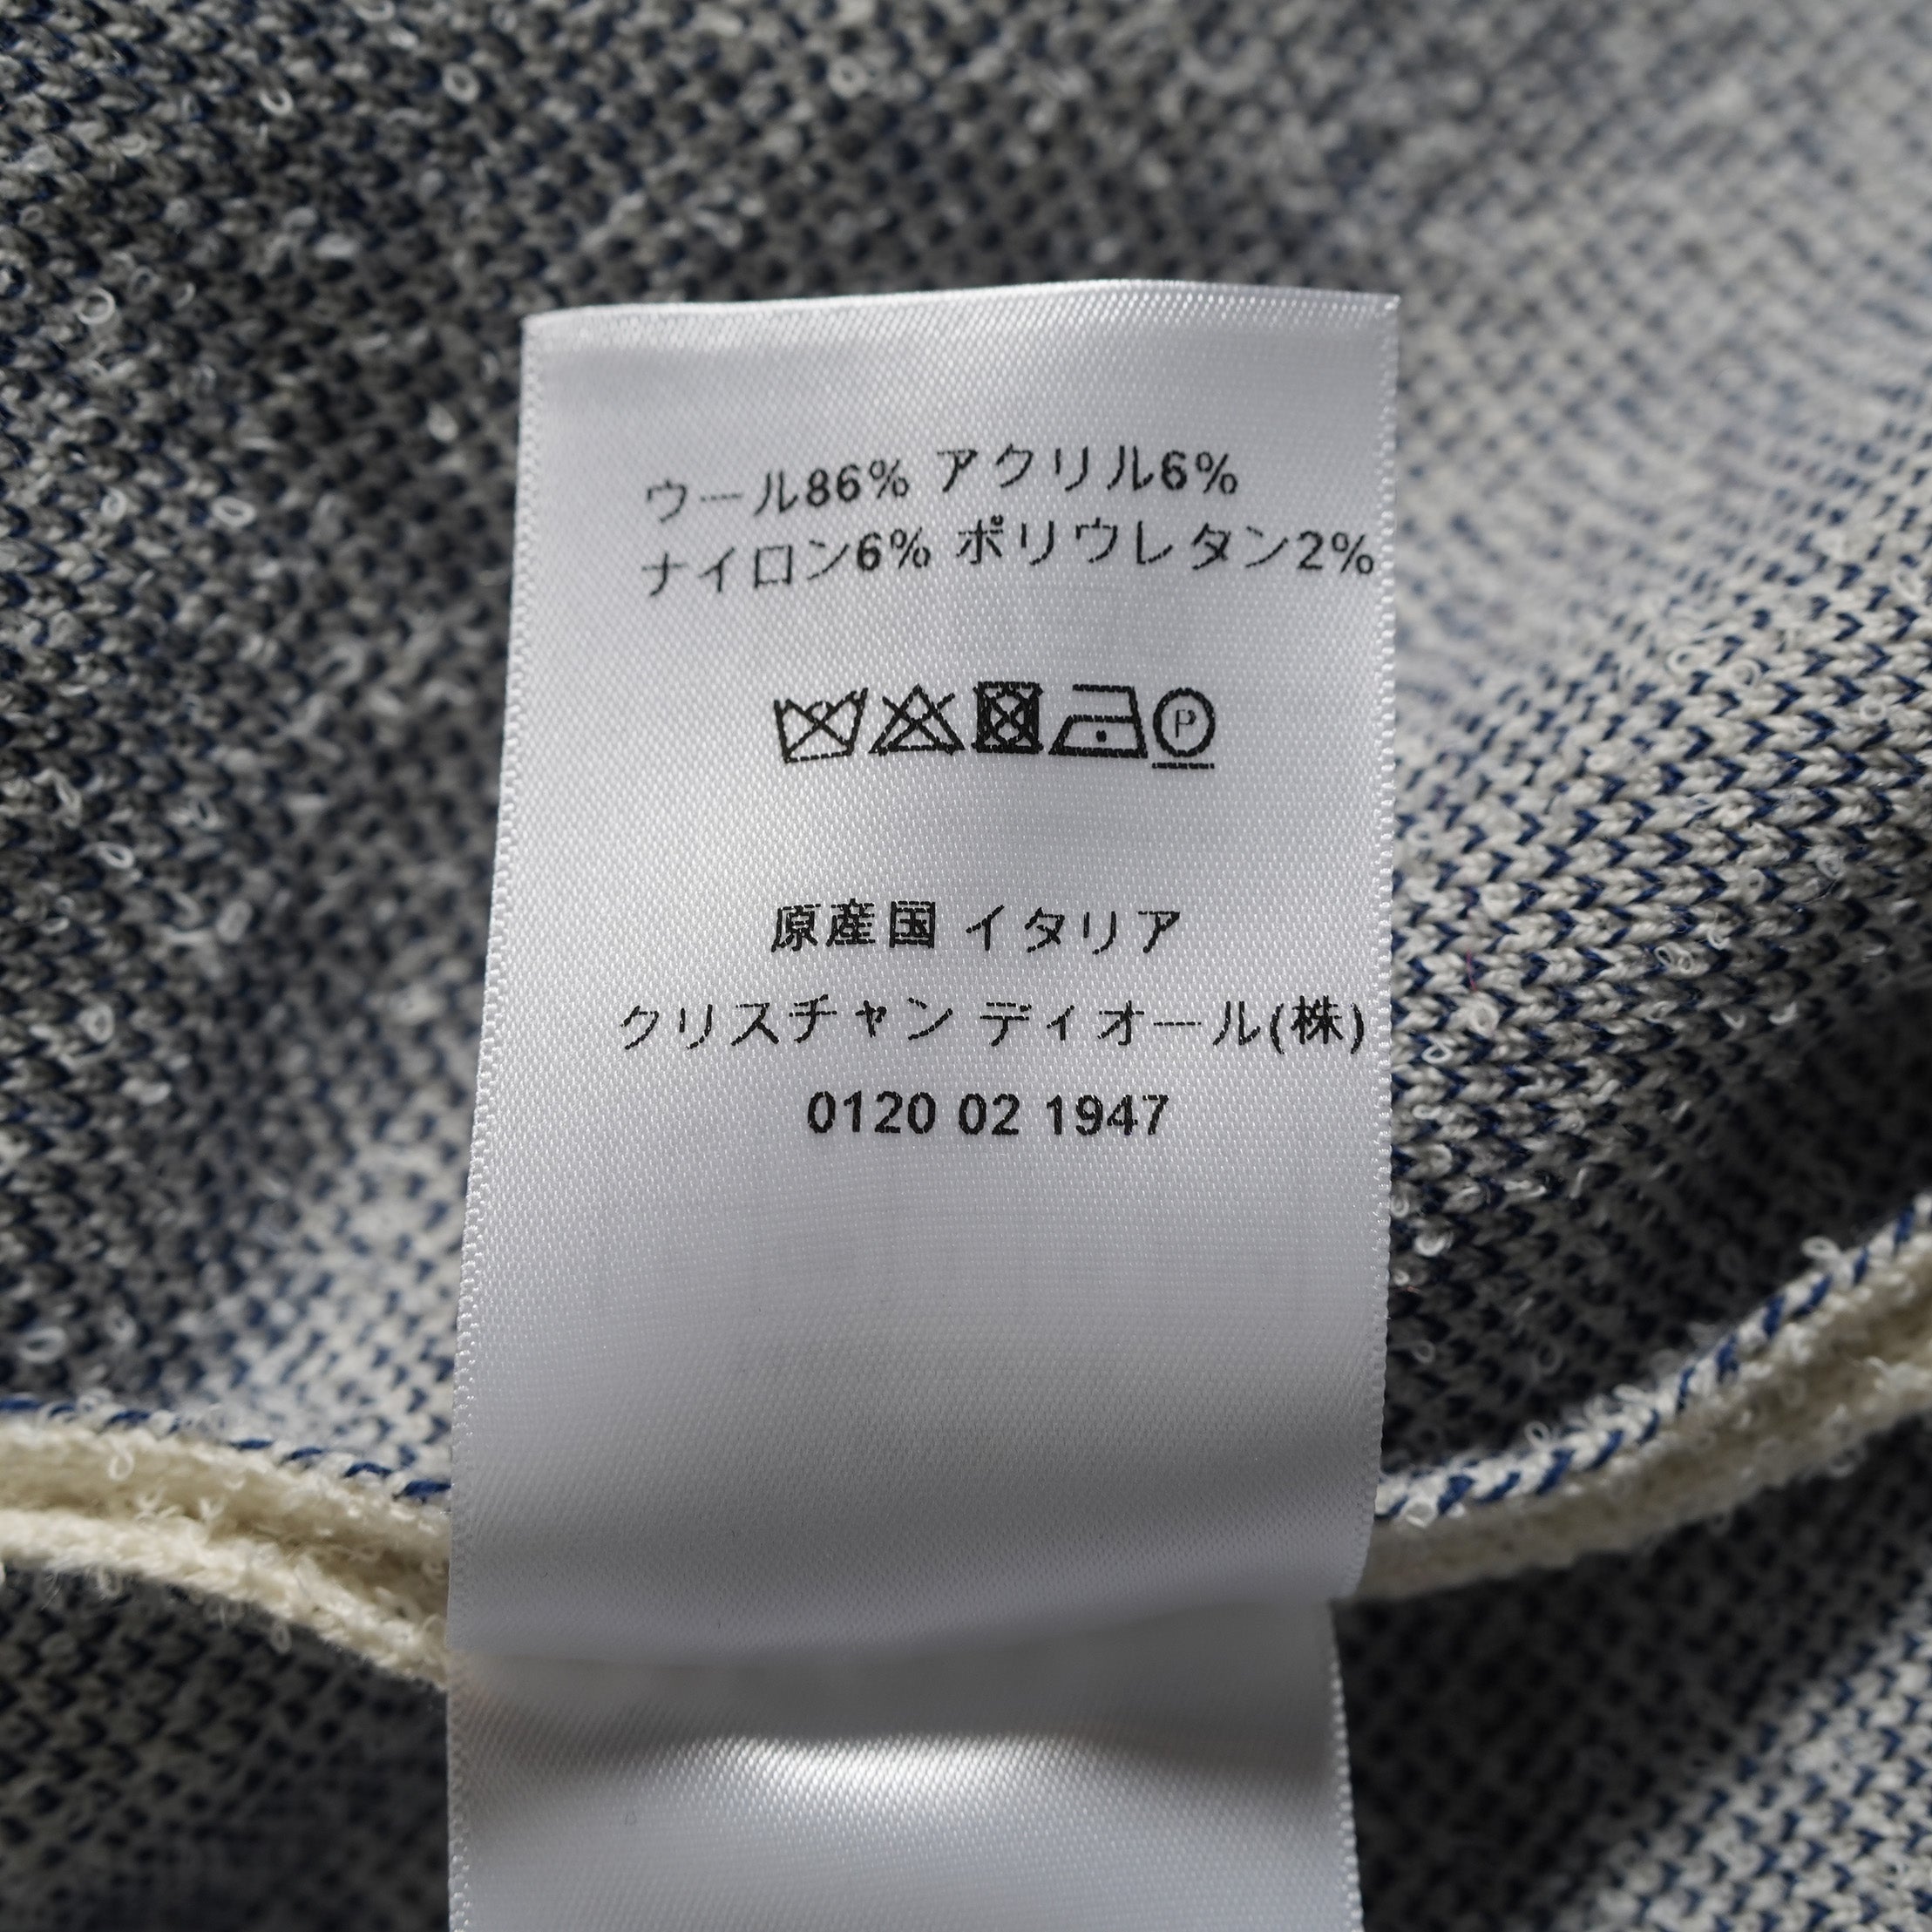 ウール86% アクリル6%
ナイロン6% ポリウレタン2%
P
原産国 イタリア
クリスチャン ディオール(株)
0120 02 1947